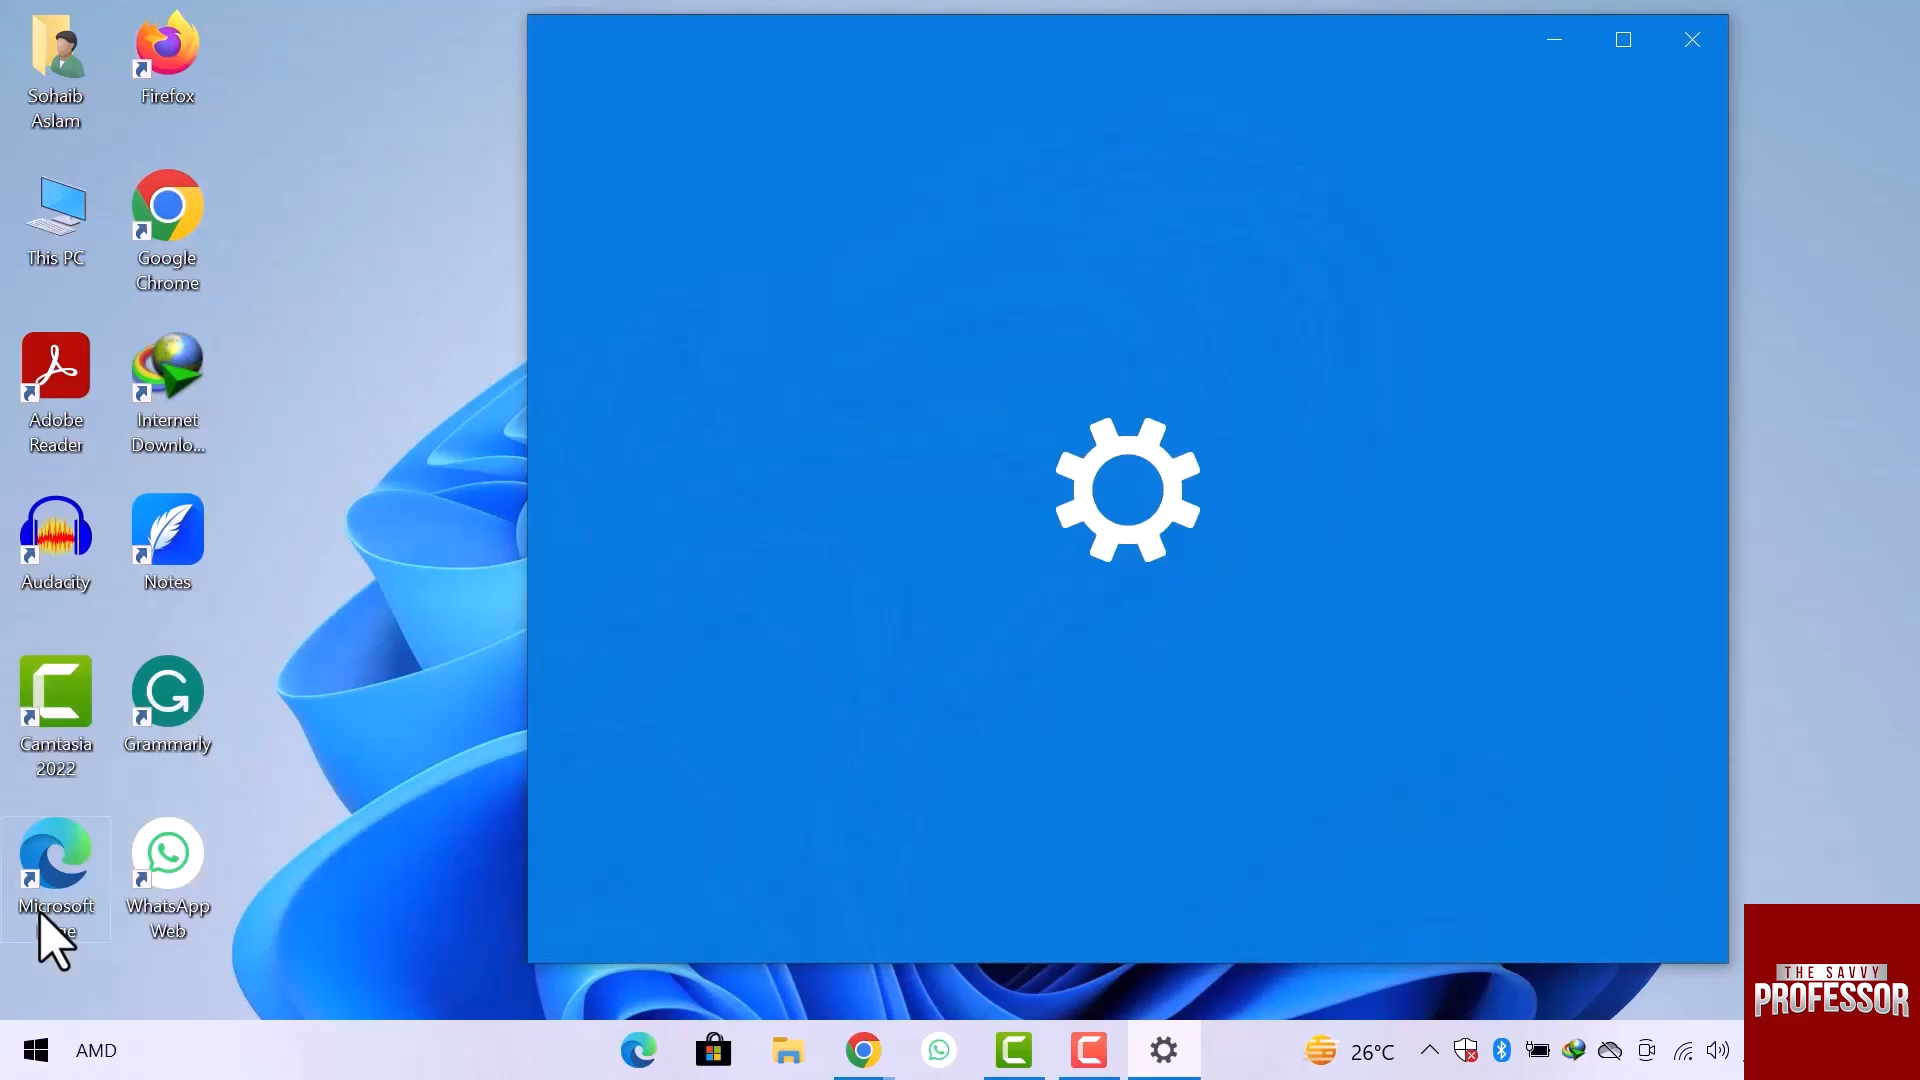 Sohaib
Aslam
Firefox
This PC
Google
Chrome
Adobe
Reader
Internet
Downlo...
Audacity
Notes
Camtasia
2022
Grammarly
Microsoft
WhatsApp
Web
THE SAVVY
PROFESSOR
AMD
26°C